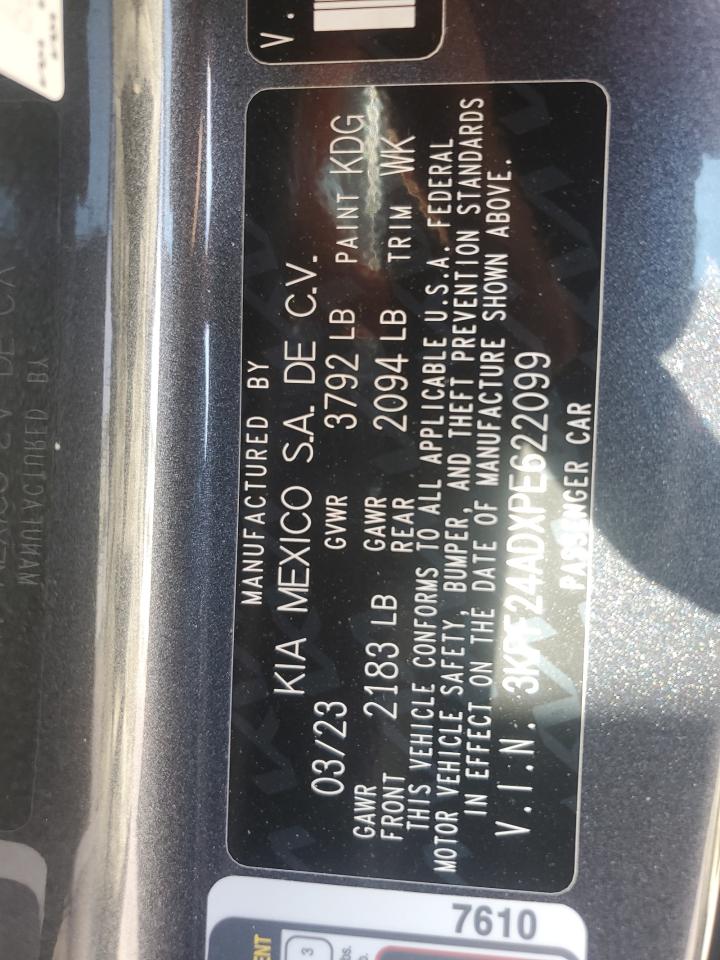 V.
MANUFACTURED BY
KIA MEXICO S.A. DE C.V.
03/23 GVWR 3792 LB PAINT KDG
GAWR FRONT 2183 LB GAWR REAR 2094 LB TRIM WK
THIS VEHICLE CONFORMS TO ALL APPLICABLE U.S.A. FEDERAL
MOTOR VEHICLE SAFETY, BUMPER, AND THEFT PREVENTION STANDARDS
IN EFFECT ON THE DATE OF MANUFACTURE SHOWN ABOVE.
V.I.N. 3KPF24ADXPE622099
PASSENGER CAR
7610
MANUFACTURED BY